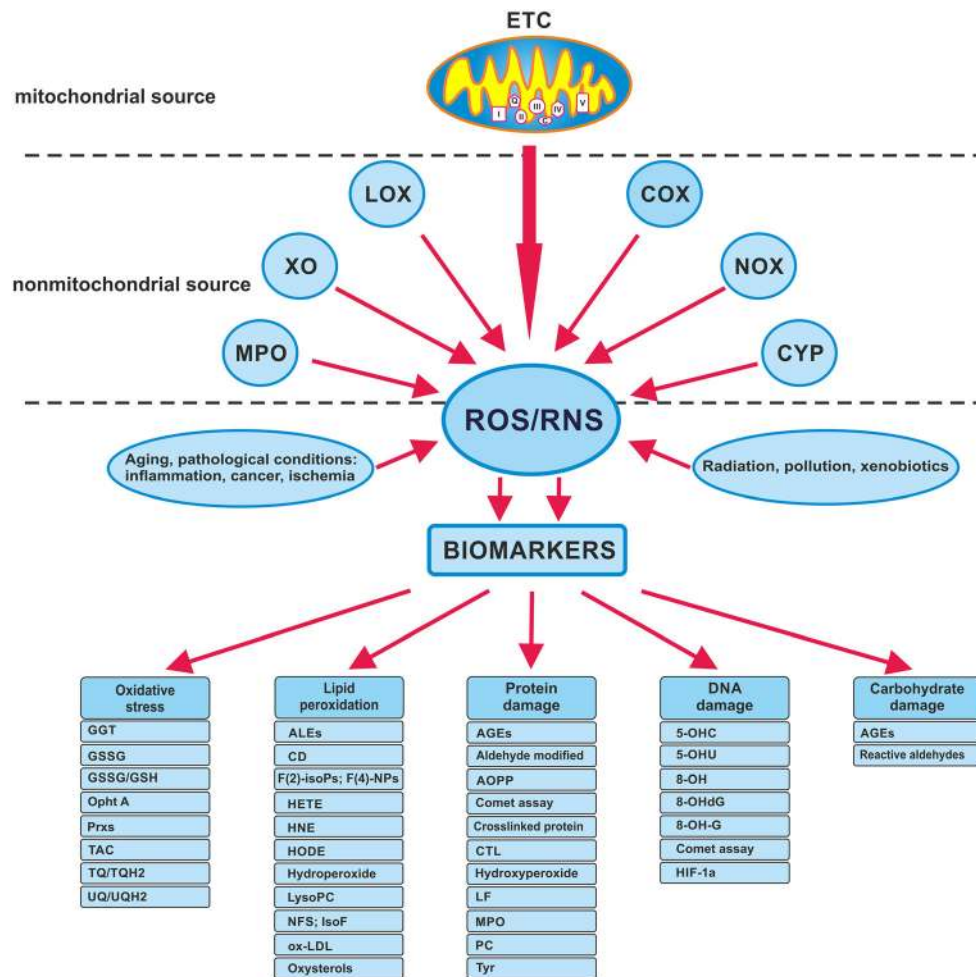 ETC
mitochondrial source
I
Q
II
III
C
IV
V
LOX
COX
XO
NOX
nonmitochondrial source
MPO
CYP
ROS/RNS
Aging, pathological conditions:
inflammation, cancer, ischemia
Radiation, pollution, xenobiotics
BIOMARKERS
Oxidative
stress
GGT
GSSG
GSSG/GSH
Opht A
Prxs
TAC
TQ/TQH2
UQ/UQH2
Lipid
peroxidation
ALEs
CD
F(2)-isoPs; F(4)-NPs
HETE
HNE
HODE
Hydroperoxide
LysoPC
NFS; IsoF
ox-LDL
Oxysterols
Protein
damage
AGEs
Aldehyde modified
AOPP
Comet assay
Crosslinked protein
CTL
Hydroxyperoxide
LF
MPO
PC
Tyr
DNA
damage
5-OHC
5-OHU
8-OH
8-OHdG
8-OH-G
Comet assay
HIF-1a
Carbohydrate
damage
AGEs
Reactive aldehydes